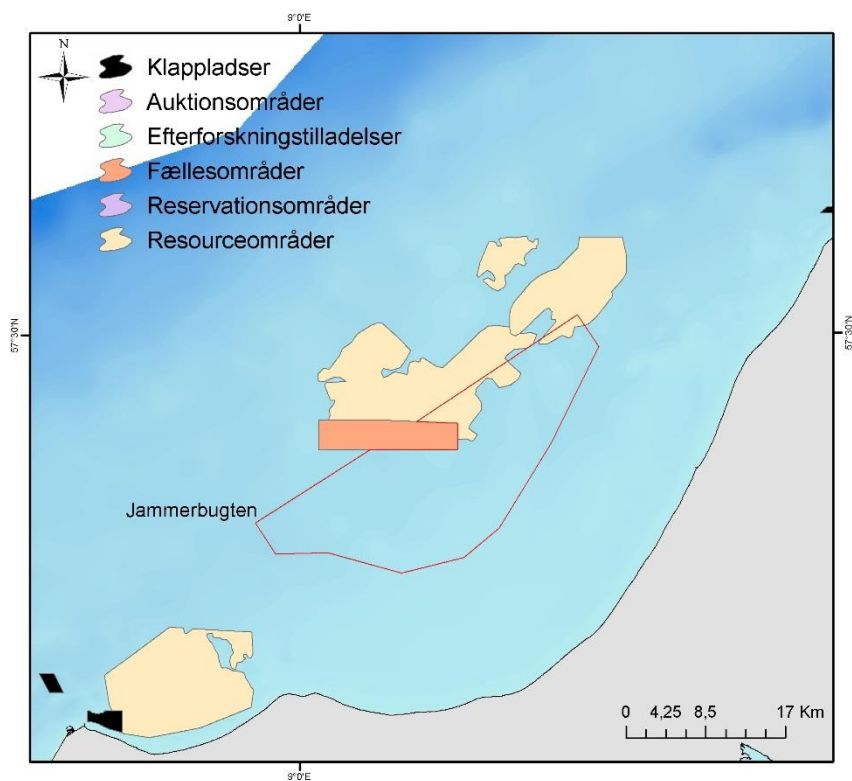 9°0'E
N
Klappladser
Auktionsområder
Efterforskningstilladelser
Fællesområder
Reservationsområder
Resourceområder
57°30'N
57°30'N
Jammerbugten
0 4,25 8,5 17 Km
9°0'E